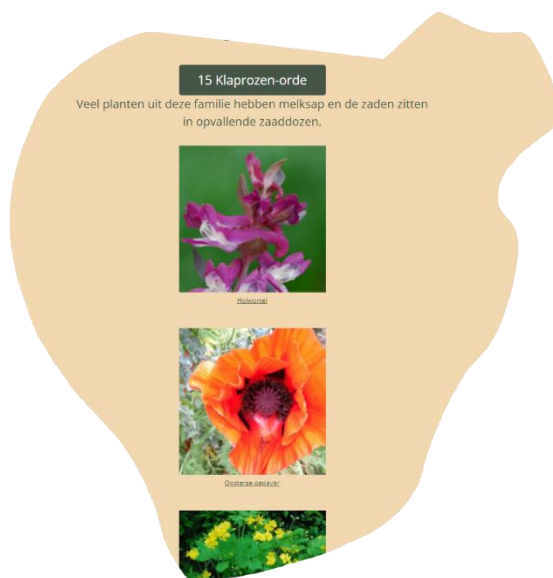 15 Klaprozen-orde
Veel planten uit deze familie hebben melksap en de zaden zitten
in opvallende zaaddozen.
Holwortel
Oosterse papaver